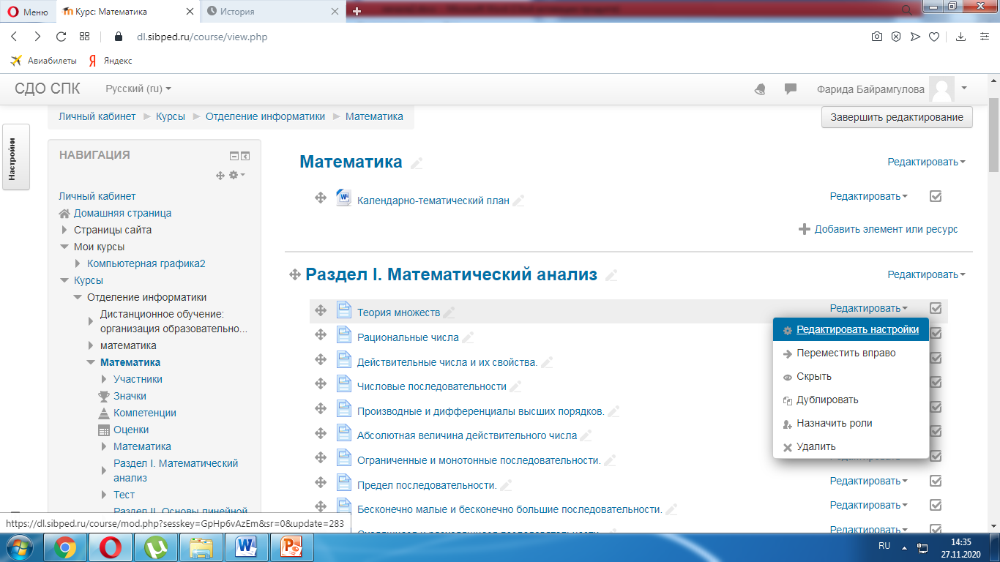 Меню
Курс: Математика
История
dl.sibped.ru/course/view.php
Авиабилеты
Яндекс
СДО СПК
Русский (ru)
Фарида Байрамгулова
Личный кабинет
Курсы
Отделение информатики
Математика
Завершить редактирование
Настройки
НАВИГАЦИЯ
Личный кабинет
Домашняя страница
Страницы сайта
Мои курсы
Компьютерная графика2
Курсы
Отделение информатики
Дистанционное обучение:
организация образовательно...
математика
Математика
Участники
Значки
Компетенции
Оценки
Математика
Раздел I. Математический
анализ
Тест
Раздел II. Основы линейной
Математика
Редактировать
Календарно-тематический план
Редактировать
Добавить элемент или ресурс
Раздел I. Математический анализ
Редактировать
Теория множеств
Редактировать
Рациональные числа
Действительные числа и их свойства.
Числовые последовательности
Производные и дифференциалы высших порядков.
Абсолютная величина действительного числа
Ограниченные и монотонные последовательности.
Предел последовательности.
Редактировать
Бесконечно малые и бесконечно большие последовательности.
Редактировать
Редактировать
Редактировать настройки
Переместить вправо
Скрыть
Дублировать
Назначить роли
Удалить
https://dl.sibped.ru/course/mod.php?sesskey=GpHp6vAzEm&sr=0&update=283
RU
14:35
27.11.2020